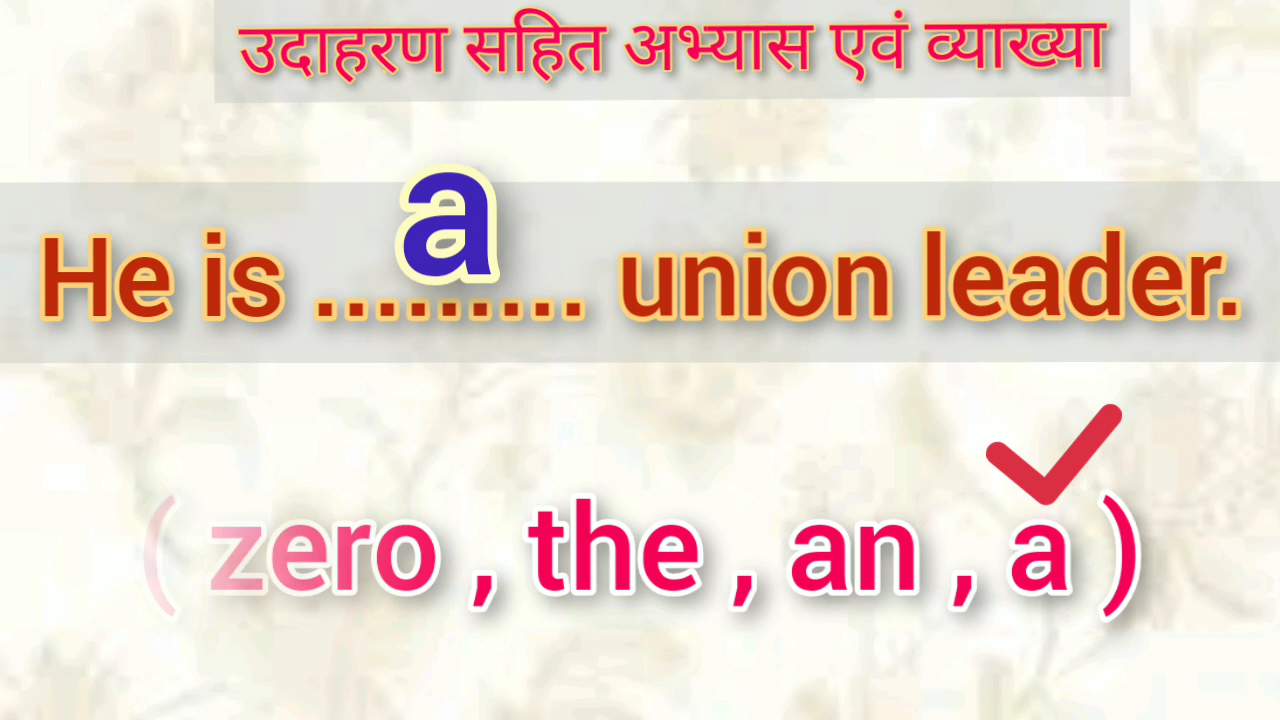 उदाहरण सहित अभ्यास एवं व्याख्या
a
He is ......... union leader.
( zero , the , an , a )